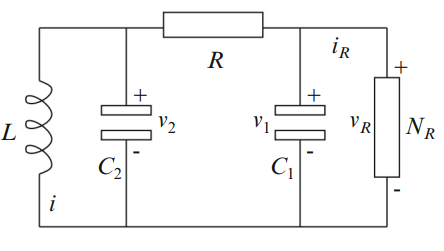 R
i_R
+
+
+
L
v_2
v_1
v_R
N_R
-
-
C_2
C_1
i
-